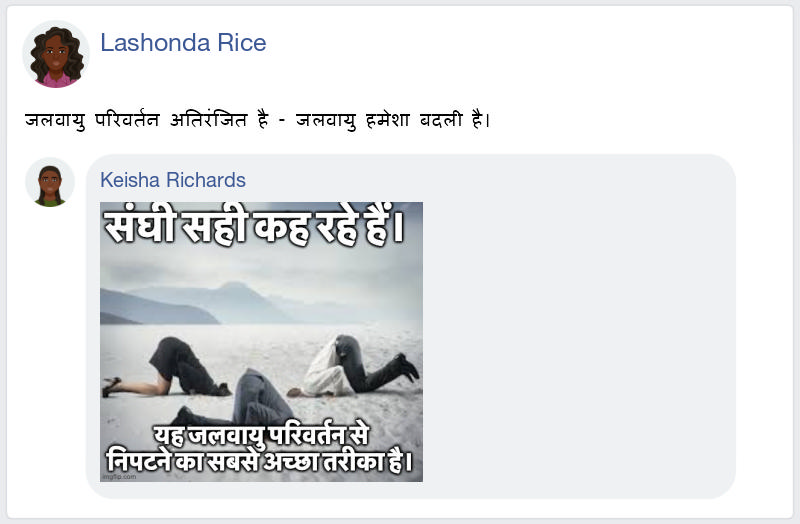 Lashonda Rice
जलवायु परिवर्तन अतिरंजित है - जलवायु हमेशा बदली है।
Keisha Richards
संघी सही कह रहे हैं।
यह जलवायु परिवर्तन से
निपटने का सबसे अच्छा तरीका है।
imgflip.com